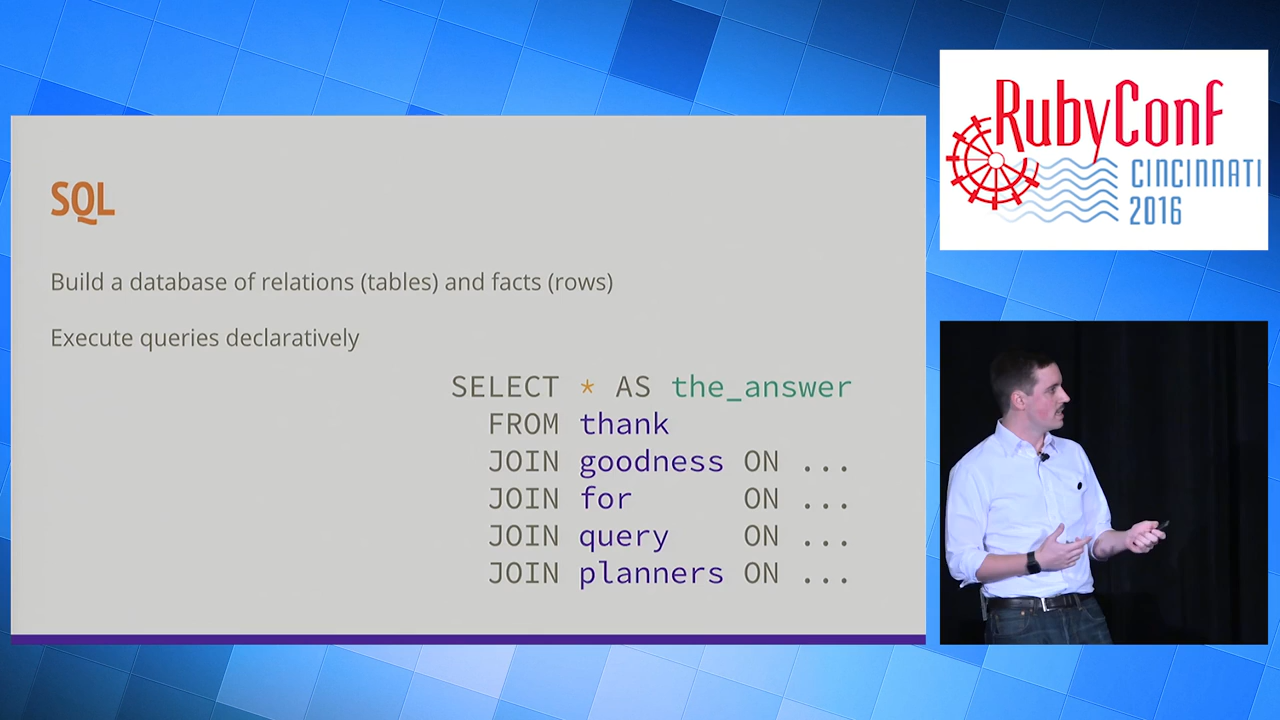 SQL
Build a database of relations (tables) and facts (rows)
Execute queries declaratively
SELECT * AS the_answer
FROM thank
JOIN goodness ON ...
JOIN for ON ...
JOIN query ON ...
JOIN planners ON ...
RubyConf
CINCINNATI
2016